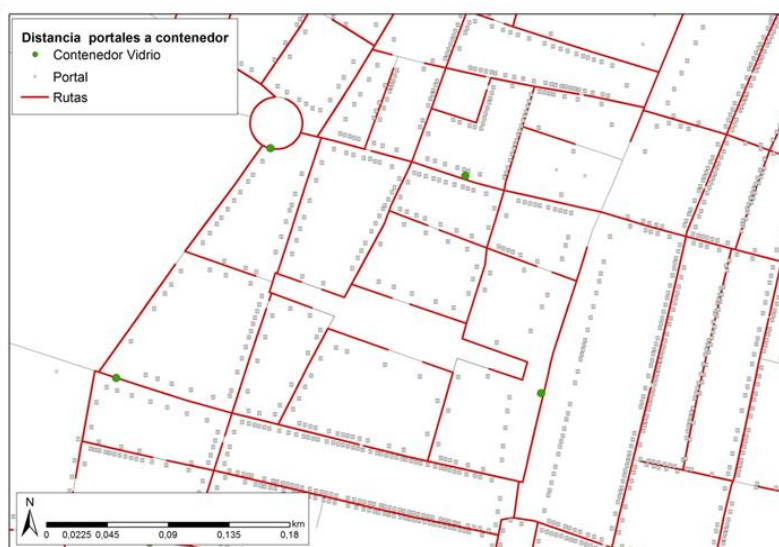 Distancia portales a contenedor
Contenedor Vidrio
Portal
Rutas
N
km
0 0,0225 0,045 0,09 0,135 0,18